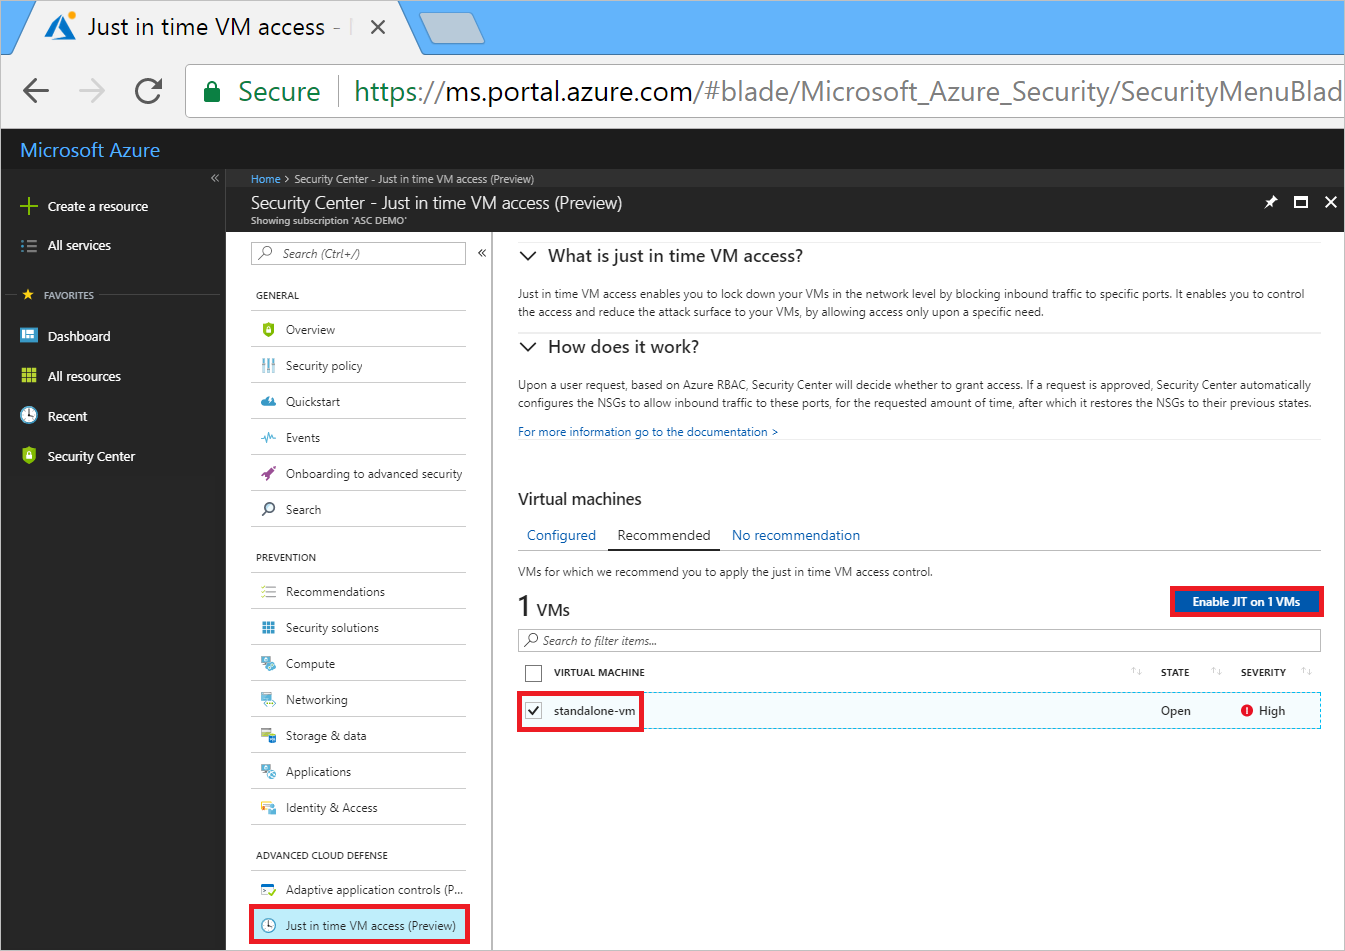 Just in time VM access -
Secure
https://ms.portal.azure.com/#blade/Microsoft_Azure_Security/SecurityMenuBlad
Microsoft Azure
Create a resource
All services
FAVORITES
Dashboard
All resources
Recent
Security Center
Home > Security Center - Just in time VM access (Preview)
Security Center - Just in time VM access (Preview)
Showing subscription 'ASC DEMO'
Search (Ctrl+/)
GENERAL
Overview
Security policy
Quickstart
Events
Onboarding to advanced security
Search
PREVENTION
Recommendations
Security solutions
Compute
Networking
Storage & data
Applications
Identity & Access
ADVANCED CLOUD DEFENSE
Adaptive application controls (P...
Just in time VM access (Preview)
What is just in time VM access?
Just in time VM access enables you to lock down your VMs in the network level by blocking inbound traffic to specific ports. It enables you to control
the access and reduce the attack surface to your VMs, by allowing access only upon a specific need.
How does it work?
Upon a user request, based on Azure RBAC, Security Center will decide whether to grant access. If a request is approved, Security Center automatically
configures the NSGs to allow inbound traffic to these ports, for the requested amount of time, after which it restores the NSGs to their previous states.
For more information go to the documentation >
Virtual machines
Configured Recommended No recommendation
VMs for which we recommend you to apply the just in time VM access control.
1 VMs
Enable JIT on 1 VMs
Search to filter items...
VIRTUAL MACHINE STATE SEVERITY
standalone-vm Open High